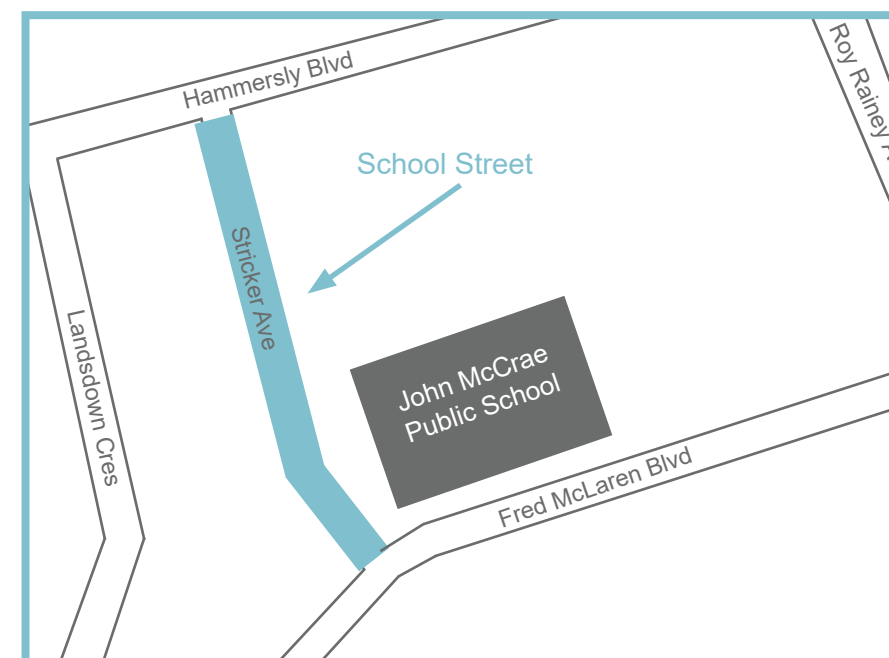 Hammersly Blvd
Roy Rainey
School Street
Stricker Ave
Landsdown Cres
John McCrae
Public School
Fred McLaren Blvd